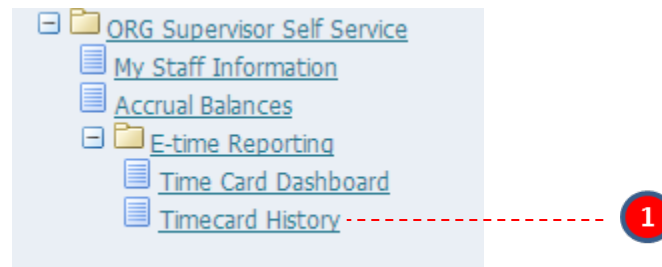 ORG Supervisor Self Service
My Staff Information
Accrual Balances
E-time Reporting
Time Card Dashboard
Timecard History
1